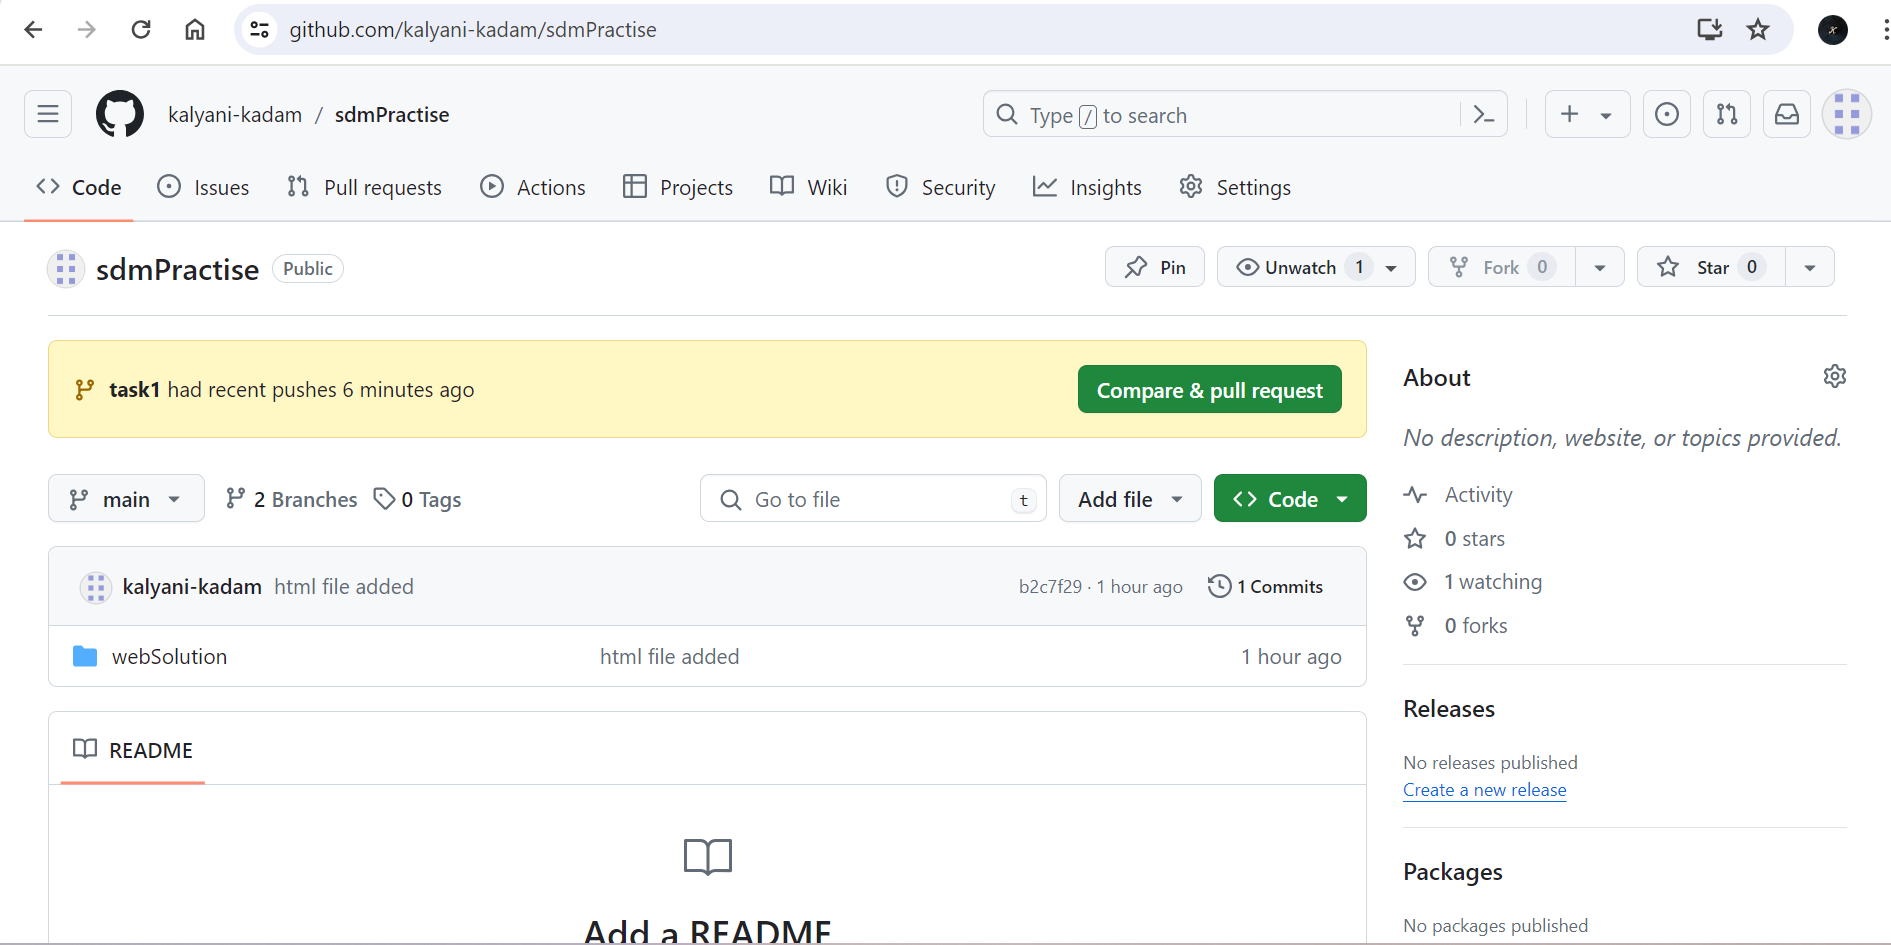 github.com/kalyani-kadam/sdmPractise
kalyani-kadam / sdmPractise
Type / to search
Code Issues Pull requests Actions Projects Wiki Security Insights Settings
sdmPractise Public
Pin Unwatch 1 Fork 0 Star 0
task1 had recent pushes 6 minutes ago
Compare & pull request
main 2 Branches 0 Tags
Go to file t Add file Code
kalyani-kadam html file added b2c7f29 · 1 hour ago 1 Commits
webSolution html file added 1 hour ago
README
Add a README
About
No description, website, or topics provided.
Activity
0 stars
1 watching
0 forks
Releases
No releases published
Create a new release
Packages
No packages published